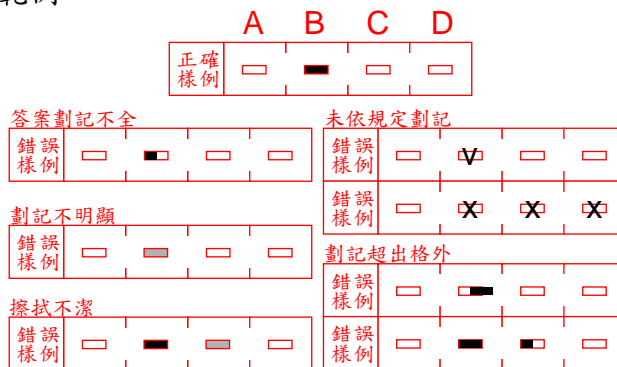 範例
A B C D
正確
樣例
答案劃記不全
錯誤
樣例
劃記不明顯
錯誤
樣例
擦拭不潔
錯誤
樣例
未依規定劃記
錯誤
樣例
V
錯誤
樣例
X X X
劃記超出格外
錯誤
樣例
錯誤
樣例